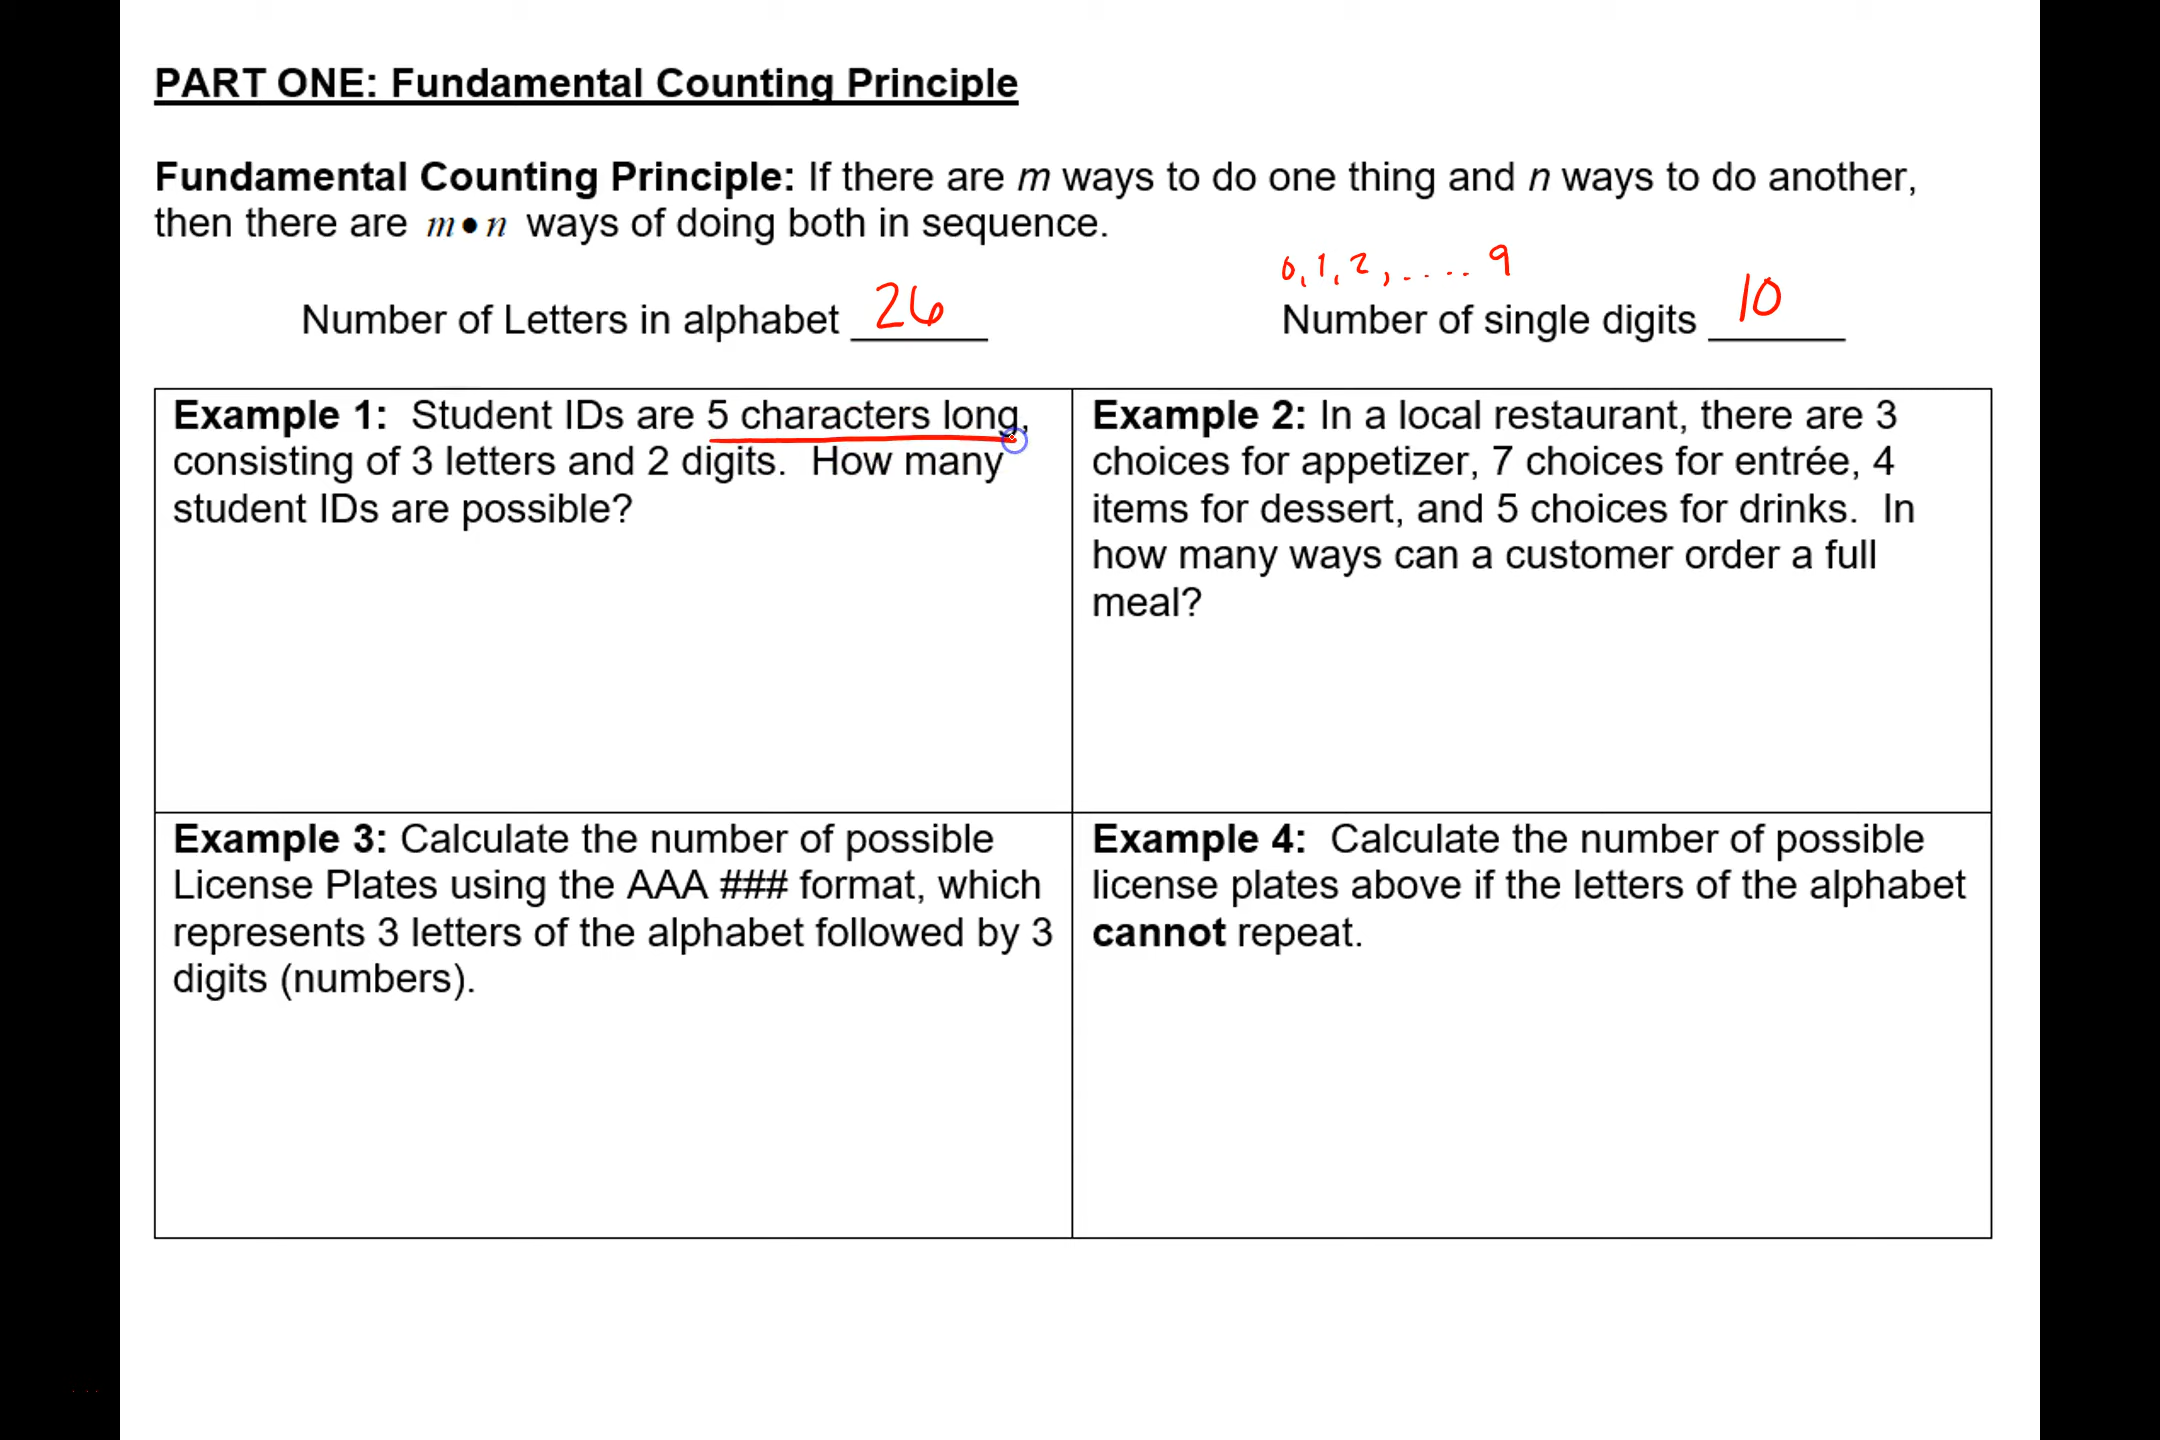 PART ONE: Fundamental Counting Principle
Fundamental Counting Principle: If there are m ways to do one thing and n ways to do another,
then there are m • n ways of doing both in sequence.
0, 1, 2, .... 9
Number of Letters in alphabet 26
Number of single digits 10
Example 1: Student IDs are 5 characters long,
consisting of 3 letters and 2 digits. How many
student IDs are possible?
Example 2: In a local restaurant, there are 3
choices for appetizer, 7 choices for entrée, 4
items for dessert, and 5 choices for drinks. In
how many ways can a customer order a full
meal?
Example 3: Calculate the number of possible
License Plates using the AAA ### format, which
represents 3 letters of the alphabet followed by 3
digits (numbers).
Example 4: Calculate the number of possible
license plates above if the letters of the alphabet
cannot repeat.